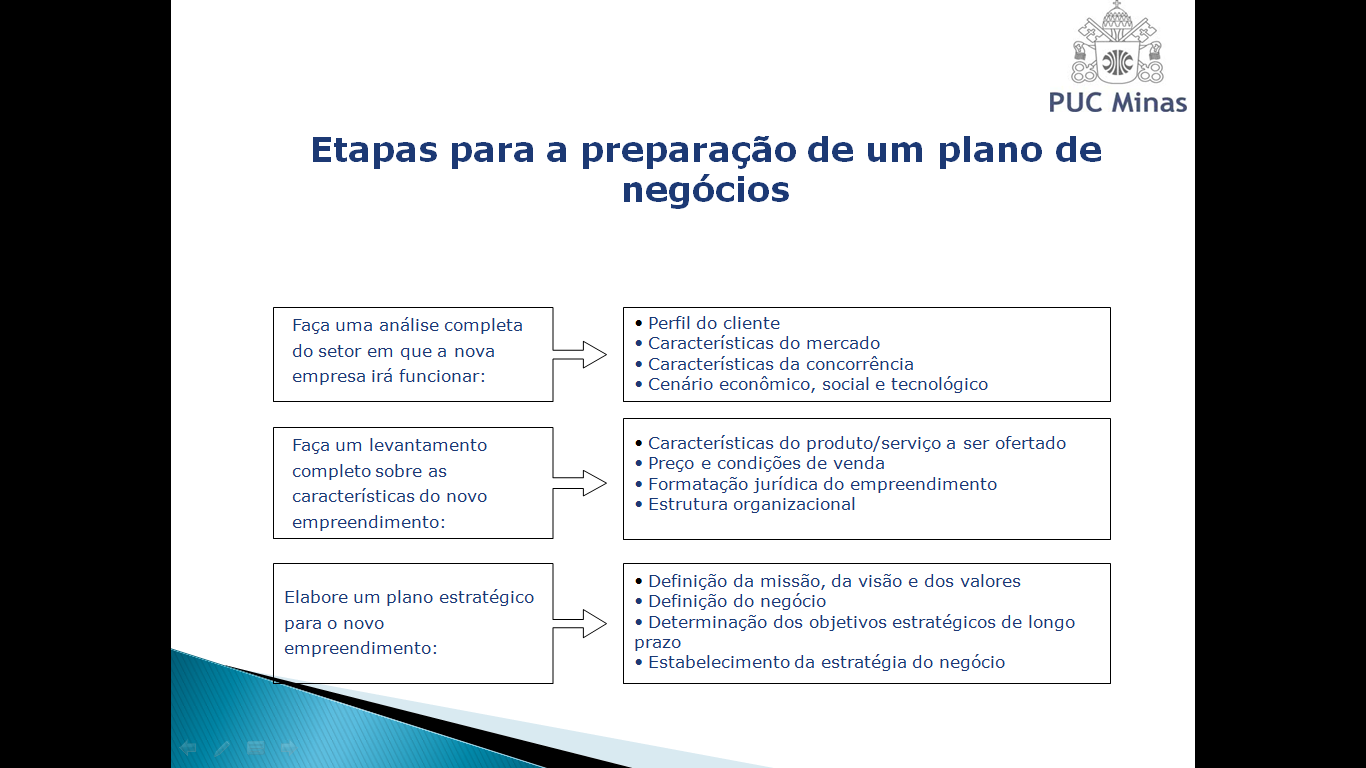 PUC Minas
Etapas para a preparação de um plano de
negócios
Faça uma análise completa
do setor em que a nova
empresa irá funcionar:
• Perfil do cliente
• Características do mercado
• Características da concorrência
• Cenário econômico, social e tecnológico
Faça um levantamento
completo sobre as
características do novo
empreendimento:
• Características do produto/serviço a ser ofertado
• Preço e condições de venda
• Formatação jurídica do empreendimento
• Estrutura organizacional
Elabore um plano estratégico
para o novo
empreendimento:
• Definição da missão, da visão e dos valores
• Definição do negócio
• Determinação dos objetivos estratégicos de longo
prazo
• Estabelecimento da estratégia do negócio